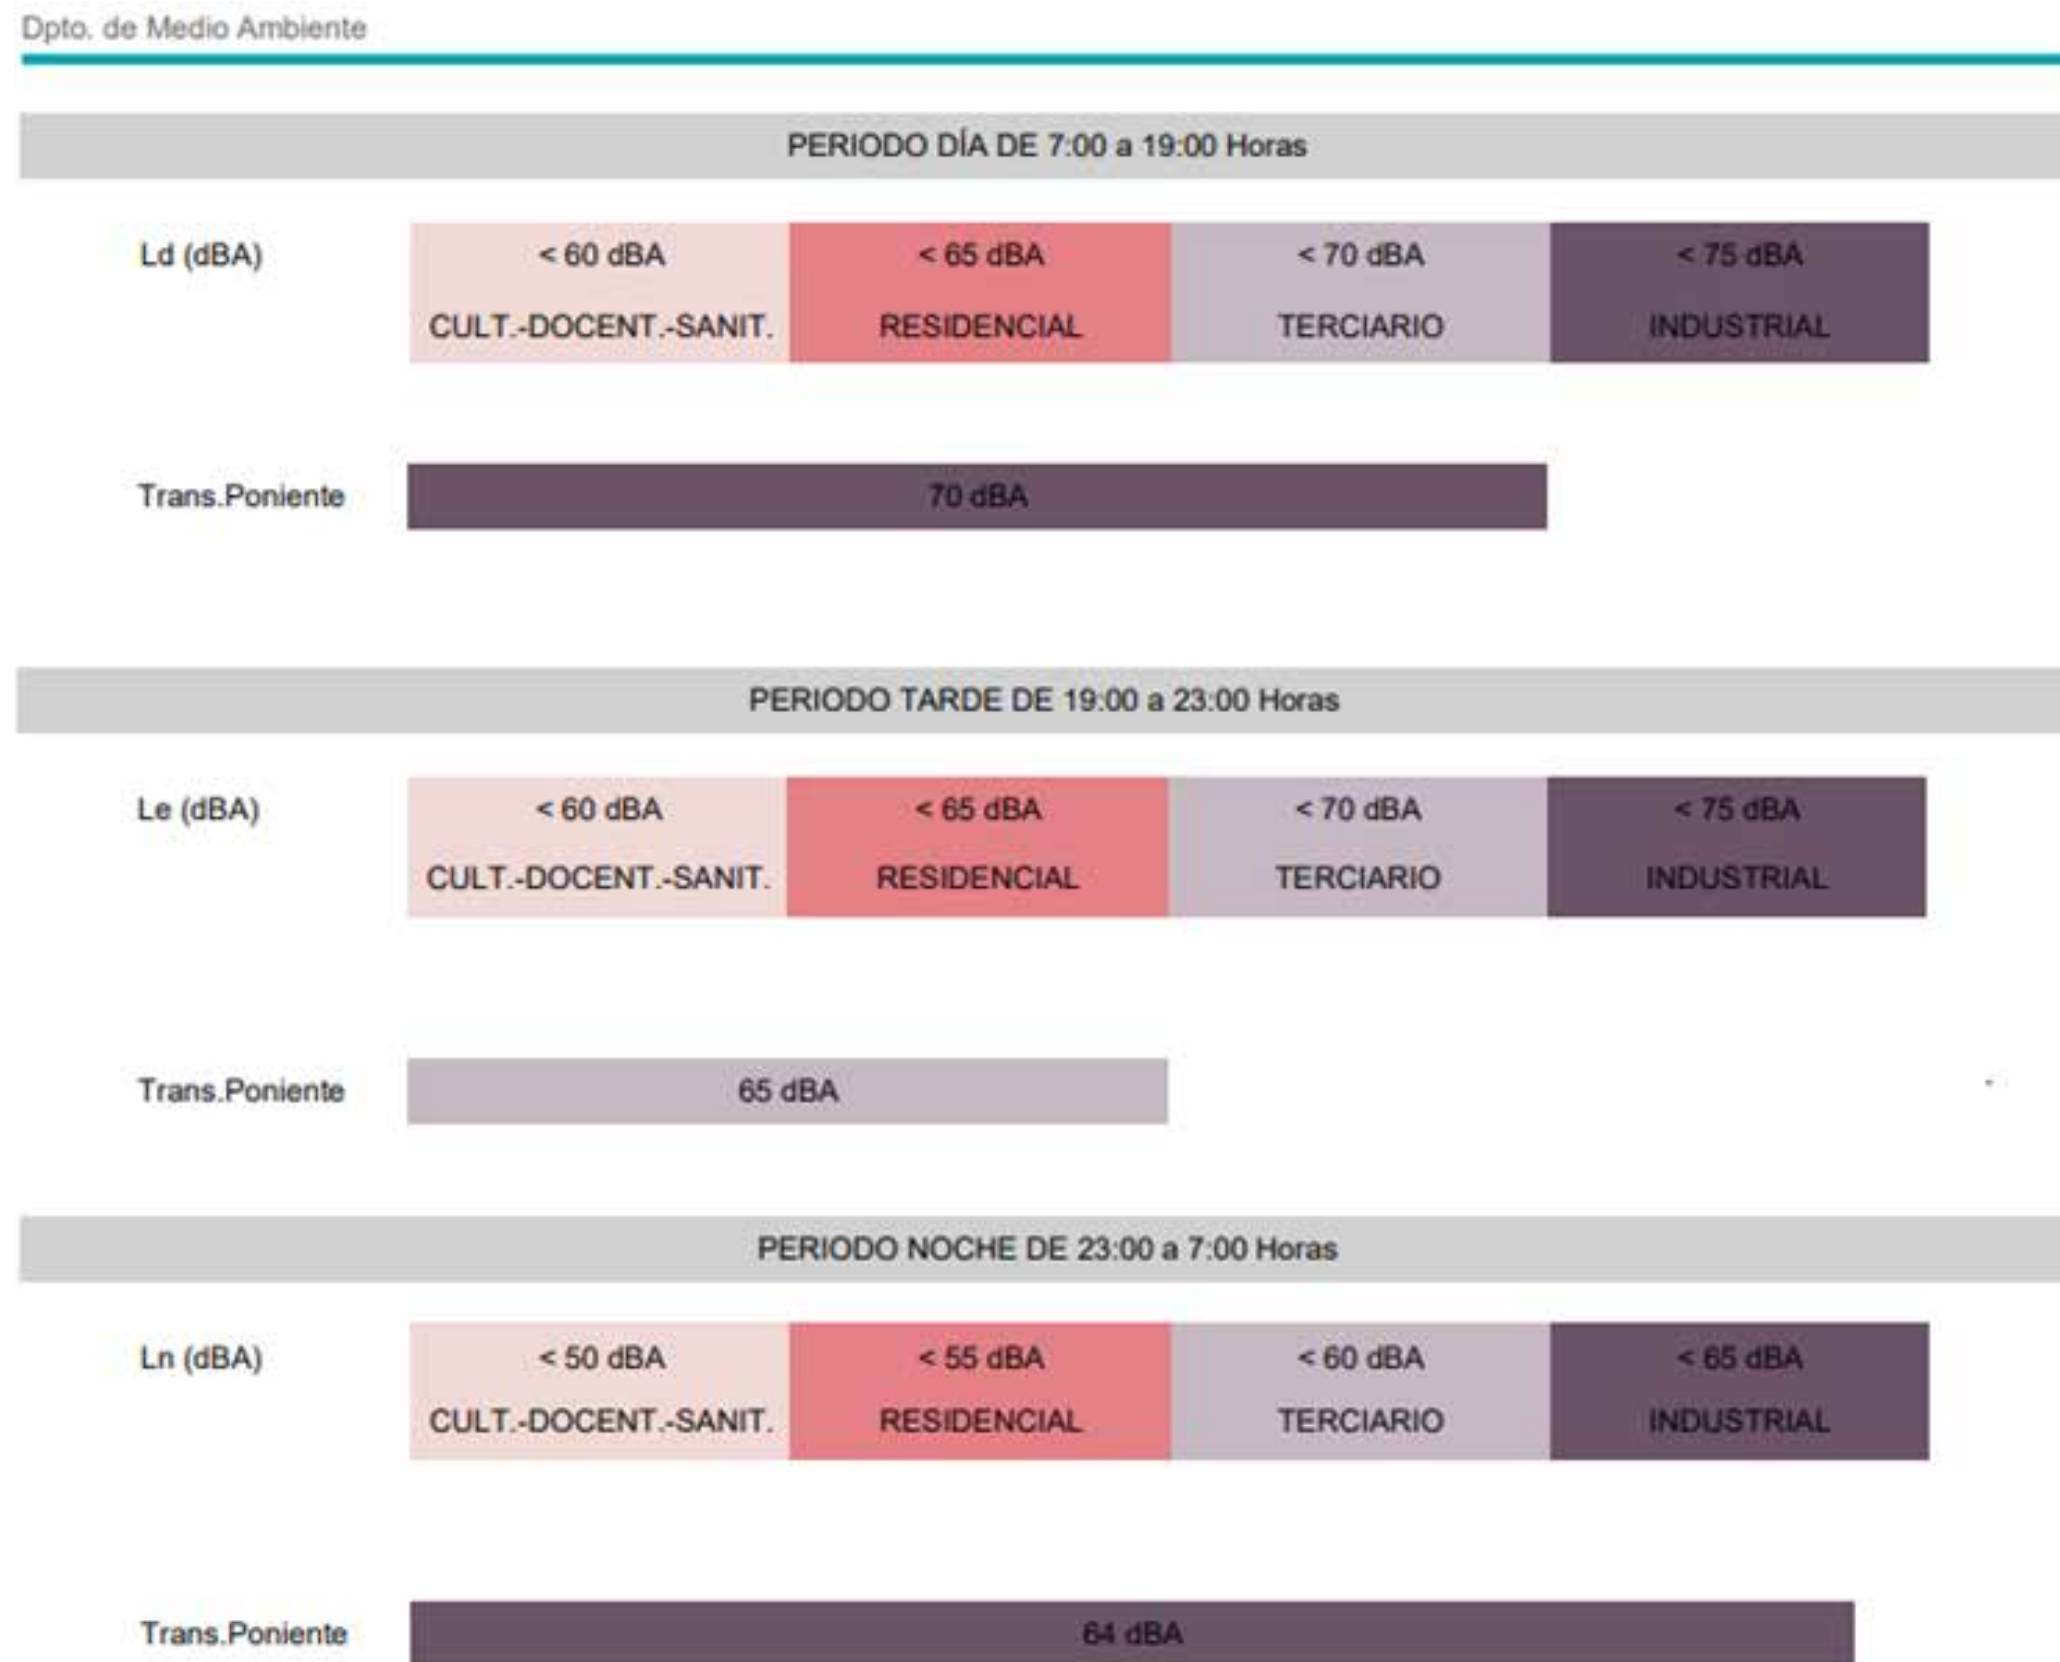 Dpto. de Medio Ambiente
PERIODO DÍA DE 7:00 a 19:00 Horas
Ld (dBA) < 60 dBA < 65 dBA < 70 dBA < 75 dBA
CULT.-DOCENT.-SANIT. RESIDENCIAL TERCIARIO INDUSTRIAL
Trans.Poniente 70 dBA
PERIODO TARDE DE 19:00 a 23:00 Horas
Le (dBA) < 60 dBA < 65 dBA < 70 dBA < 75 dBA
CULT.-DOCENT.-SANIT. RESIDENCIAL TERCIARIO INDUSTRIAL
Trans.Poniente 65 dBA
PERIODO NOCHE DE 23:00 a 7:00 Horas
Ln (dBA) < 50 dBA < 55 dBA < 60 dBA < 65 dBA
CULT.-DOCENT.-SANIT. RESIDENCIAL TERCIARIO INDUSTRIAL
Trans.Poniente 64 dBA